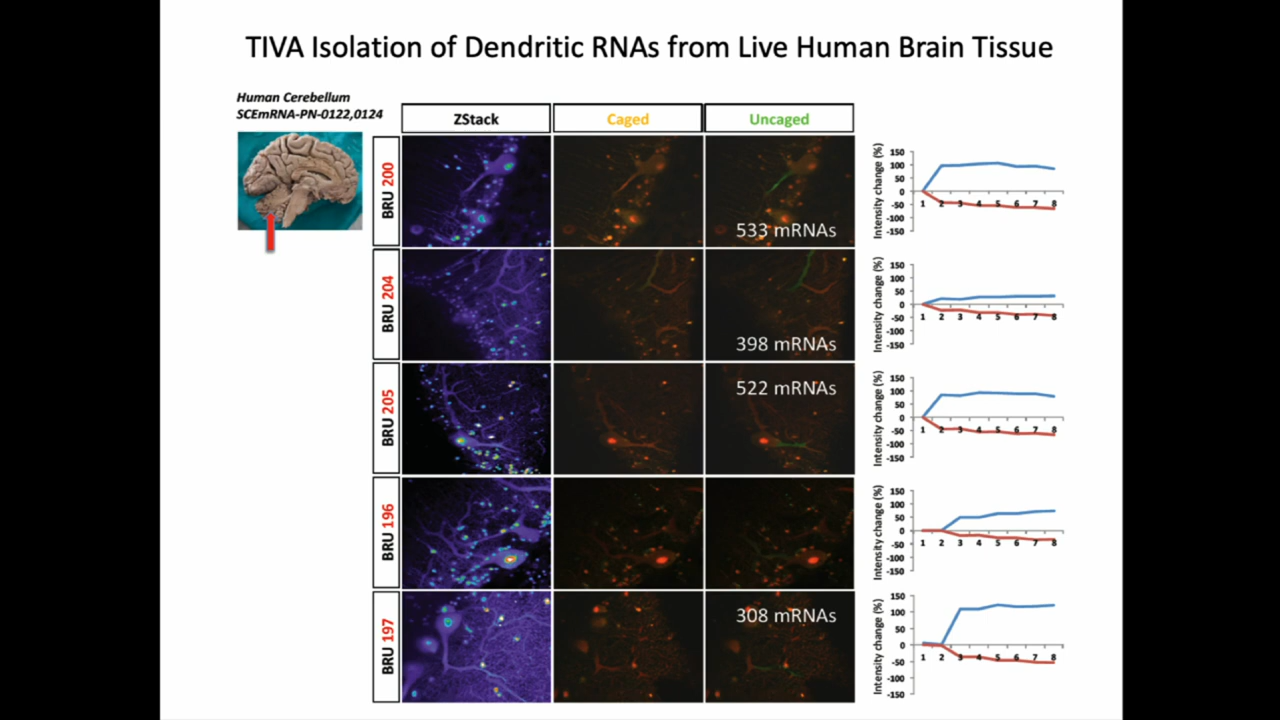 TIVA Isolation of Dendritic RNAs from Live Human Brain Tissue
Human Cerebellum
SCEmRNA-PN-0122,0124
ZStack
Caged
Uncaged
BRU 200
533 mRNAs
Intensity change (%)
150
100
50
0
-50
-100
-150
1 2 3 4 5 6 7 8
BRU 204
398 mRNAs
Intensity change (%)
150
100
50
0
-50
-100
-150
1 2 3 4 5 6 7 8
BRU 205
522 mRNAs
Intensity change (%)
150
100
50
0
-50
-100
-150
1 2 3 4 5 6 7 8
BRU 196
Intensity change (%)
150
100
50
0
-50
-100
-150
1 2 3 4 5 6 7 8
BRU 197
308 mRNAs
Intensity change (%)
150
100
50
0
-50
-100
-150
1 2 3 4 5 6 7 8